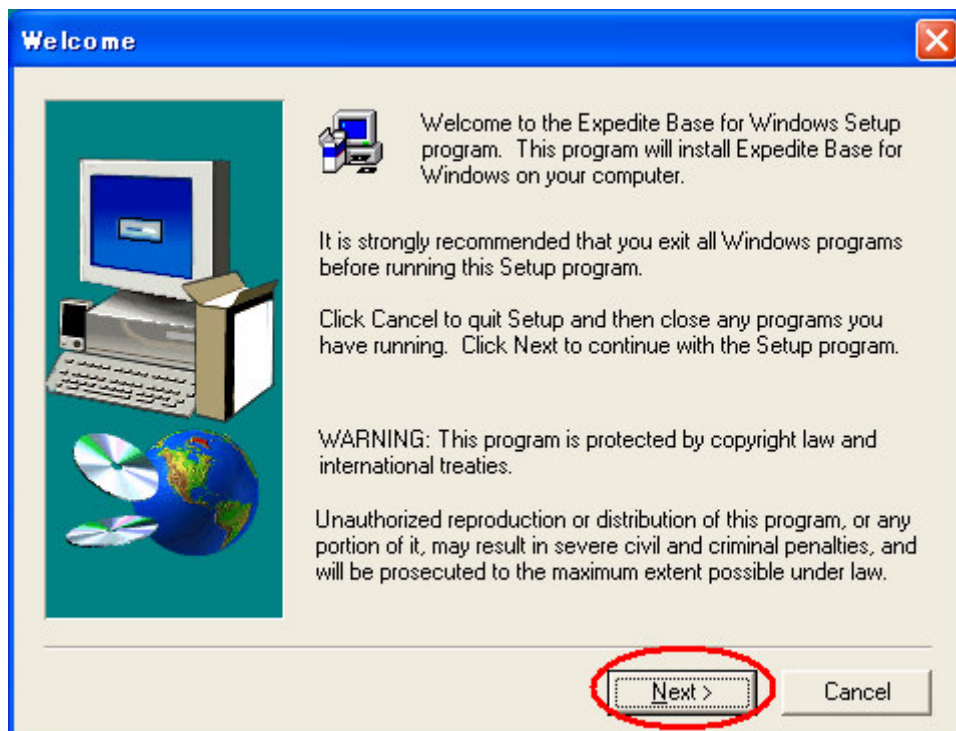 Welcome
Welcome to the Expedite Base for Windows Setup
program. This program will install Expedite Base for
Windows on your computer.
It is strongly recommended that you exit all Windows programs
before running this Setup program.
Click Cancel to quit Setup and then close any programs you
have running. Click Next to continue with the Setup program.
WARNING: This program is protected by copyright law and
international treaties.
Unauthorized reproduction or distribution of this program, or any
portion of it, may result in severe civil and criminal penalties, and
will be prosecuted to the maximum extent possible under law.
Next > Cancel